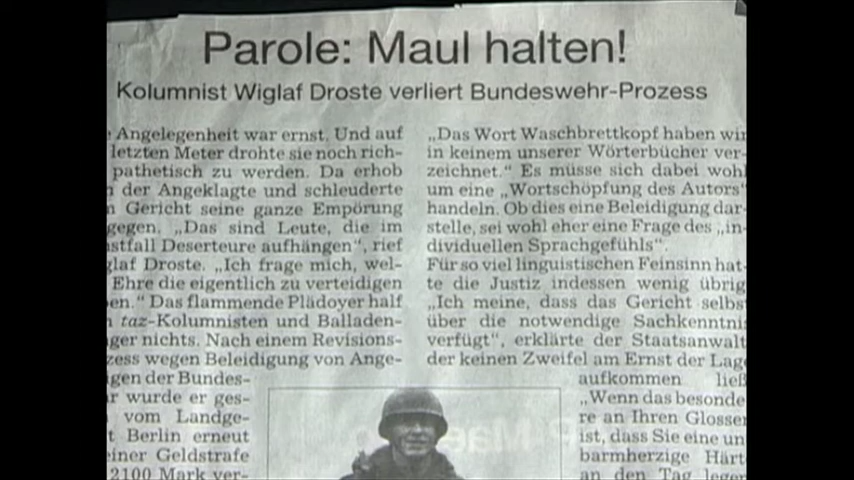 Parole: Maul halten!
Kolumnist Wiglaf Droste verliert Bundeswehr-Prozess
Angelegenheit war ernst. Und auf
letzten Meter drohte sie noch rich-
pathetisch zu werden. Da erhob
der Angeklagte und schleuderte
Gericht seine ganze Empörung
gegen. „Das sind Leute, die im
stfall Deserteure aufhängen“, rief
glaf Droste. „Ich frage mich, wel-
Ehre die eigentlich zu verteidigen
en.“ Das flammende Plädoyer half
taz-Kolumnisten und Balladen-
ger nichts. Nach einem Revisions-
zess wegen Beleidigung von Ange-
gen der Bundes-
r wurde er ges-
vom Landge-
t Berlin erneut
einer Geldstrafe
2100 Mark ver-
„Das Wort Waschbrettkopf haben wir
in keinem unserer Wörterbücher ver-
zeichnet.“ Es müsse sich dabei wohl
um eine „Wortschöpfung des Autors“
handeln. Ob dies eine Beleidigung dar-
stelle, sei wohl eher eine Frage des „in-
dividuellen Sprachgefühls“.
Für so viel linguistischen Feinsinn hat-
te die Justiz indessen wenig übrig.
„Ich meine, dass das Gericht selbst
über die notwendige Sachkenntnis
verfügt“, erklärte der Staatsanwalt,
der keinen Zweifel am Ernst der Lage
aufkommen ließ.
„Wenn das besonde-
re an Ihren Glossen
ist, dass Sie eine un-
barmherzige Härte
an den Tag legen